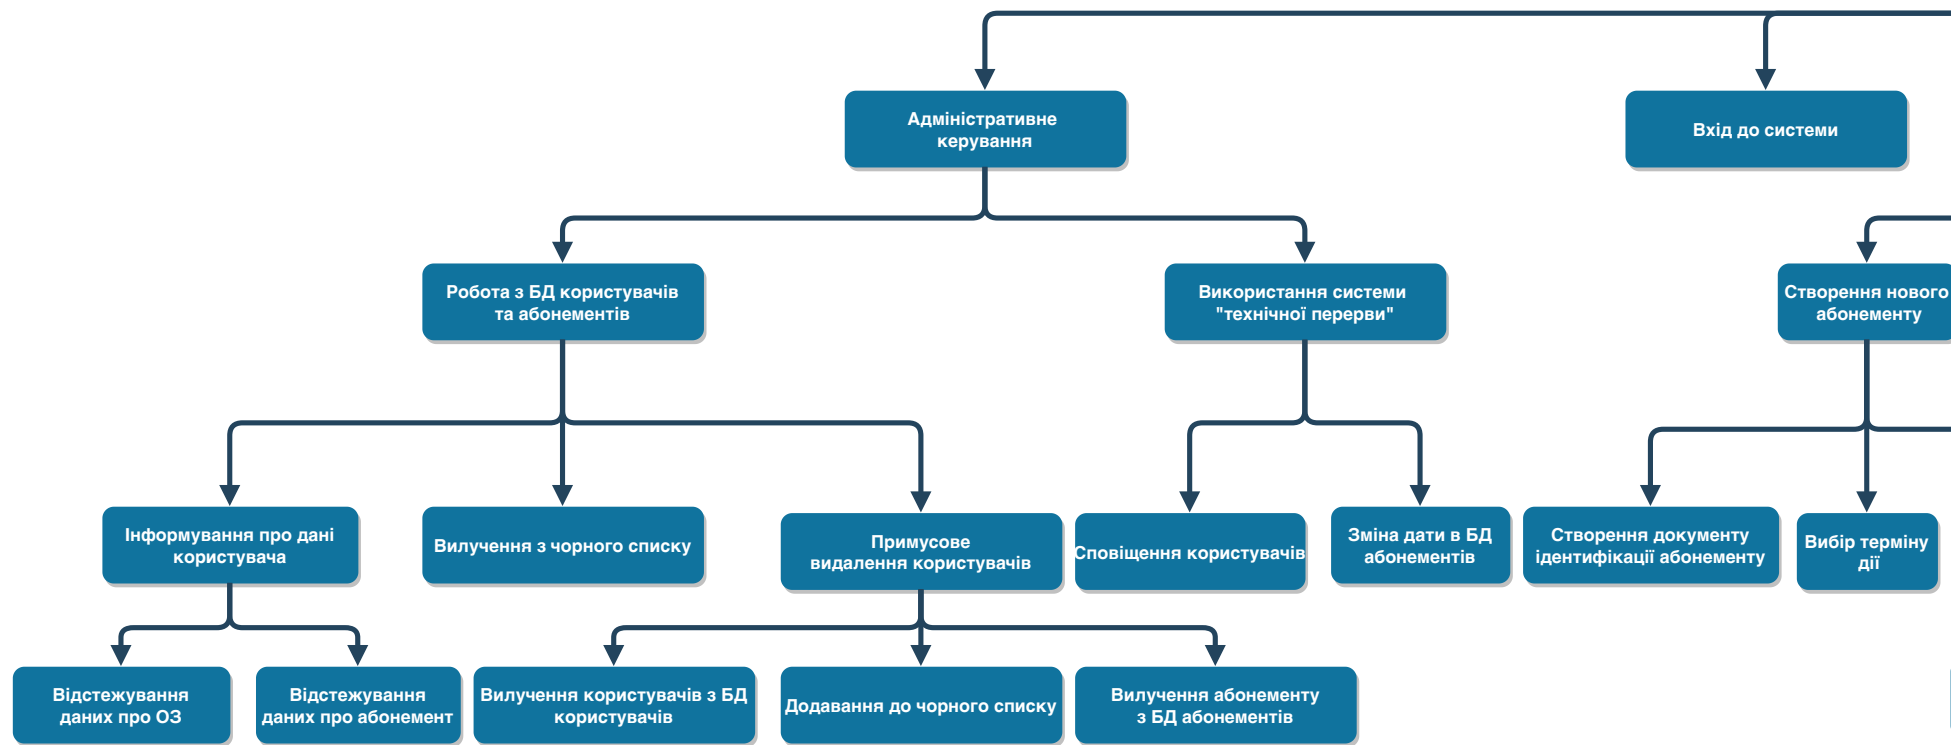 Адміністративне
керування
Вхід до системи
Робота з БД користувачів
та абонементів
Використання системи
"технічної перерви"
Створення нового
абонементу
Інформування про дані
користувача
Вилучення з чорного списку
Примусове
видалення користувачів
Сповіщення користувачів
Зміна дати в БД
абонементів
Створення документу
ідентифікації абонементу
Вибір терміну
дії
Відстежування
даних про ОЗ
Відстежування
даних про абонемент
Вилучення користувачів з БД
користувачів
Додавання до чорного списку
Вилучення абонементу
з БД абонементів